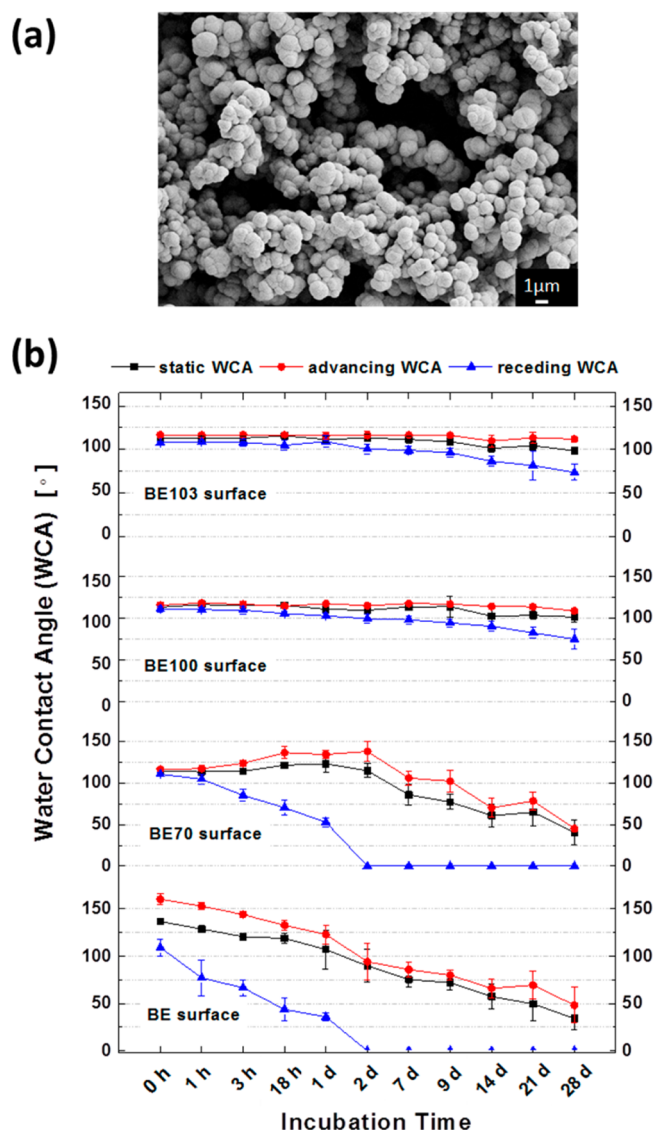 (a)
1μm
(b)
static WCA advancing WCA receding WCA
150 150
100 100
50 50
BE103 surface
0 0
150 150
100 100
50 50
BE100 surface
0 0
150 150
100 100
50 50
BE70 surface
0 0
150 150
100 100
50 50
BE surface
0 0
Water Contact Angle (WCA) [°]
0 h 1 h 3 h 18 h 1 d 2 d 7 d 9 d 14 d 21 d 28 d
Incubation Time